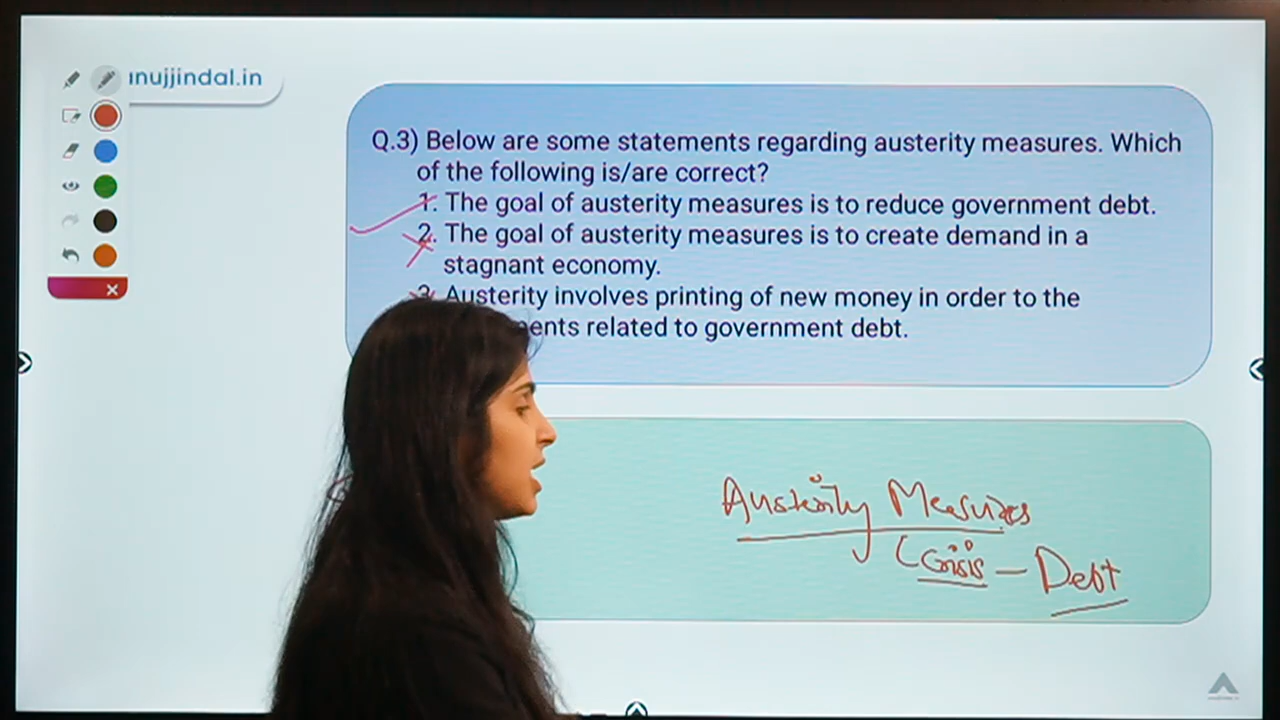 nujjindal.in
Q.3) Below are some statements regarding austerity measures. Which
of the following is/are correct?
1. The goal of austerity measures is to reduce government debt.
2. The goal of austerity measures is to create demand in a
stagnant economy.
3. Austerity involves printing of new money in order to the
ents related to government debt.
Austerity Measures
Crisis - Debt